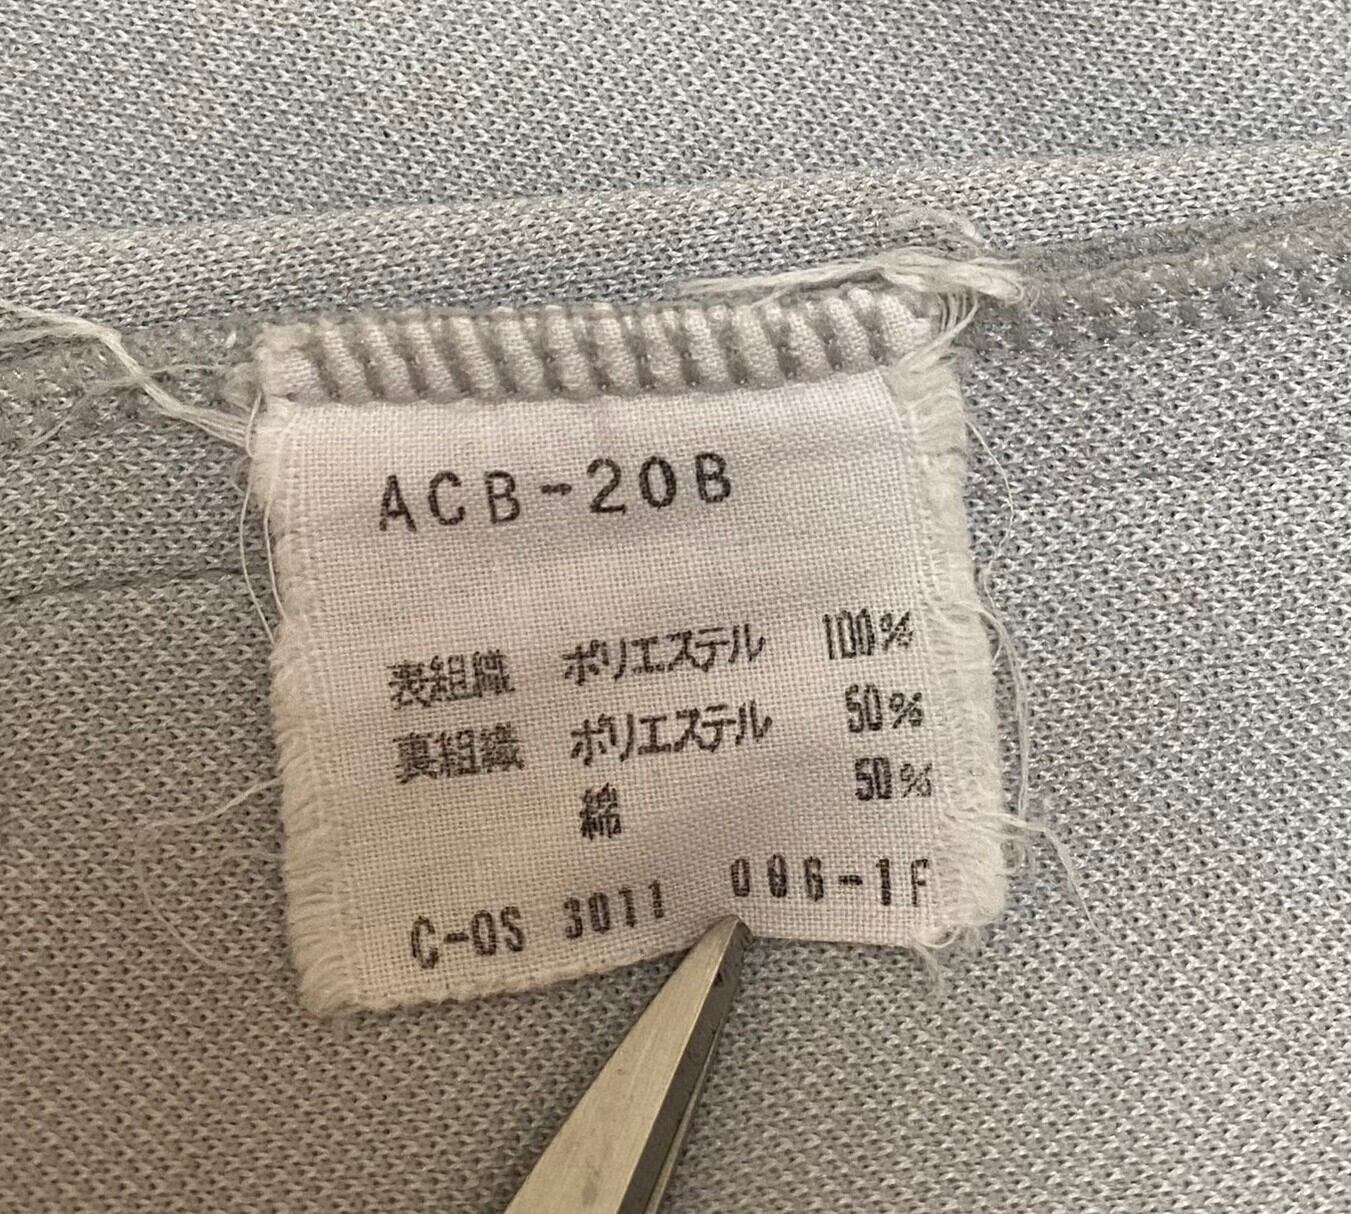 ACB-20B
表組織 ポリエステル 100%
裏組織 ポリエステル 50%
綿 50%
C-OS 3011 006-1F